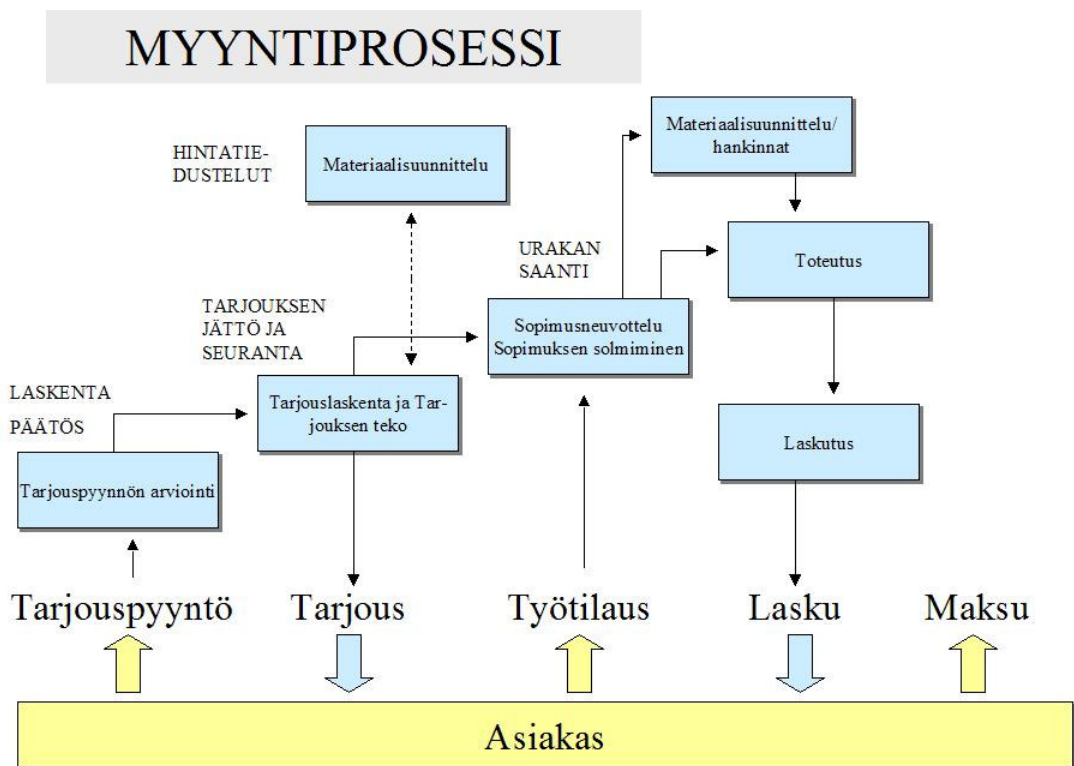 MYYNTIPROSESSI
Materiaalisuunnittelu/
hankinnat
HINTATIE-
DUSTELUT
Materiaalisuunnittelu
URAKAN
SAANTI
Toteutus
TARJOUKSEN
JÄTTÖ JA
SEURANTA
Sopimusneuvottelu
Sopimuksen solmiminen
LASKENTA
PÄÄTÖS
Tarjouslaskenta ja Tar-
jouksen teko
Laskutus
Tarjouspyynnön arviointi
Tarjouspyyntö
Tarjous
Työtilaus
Lasku
Maksu
Asiakas